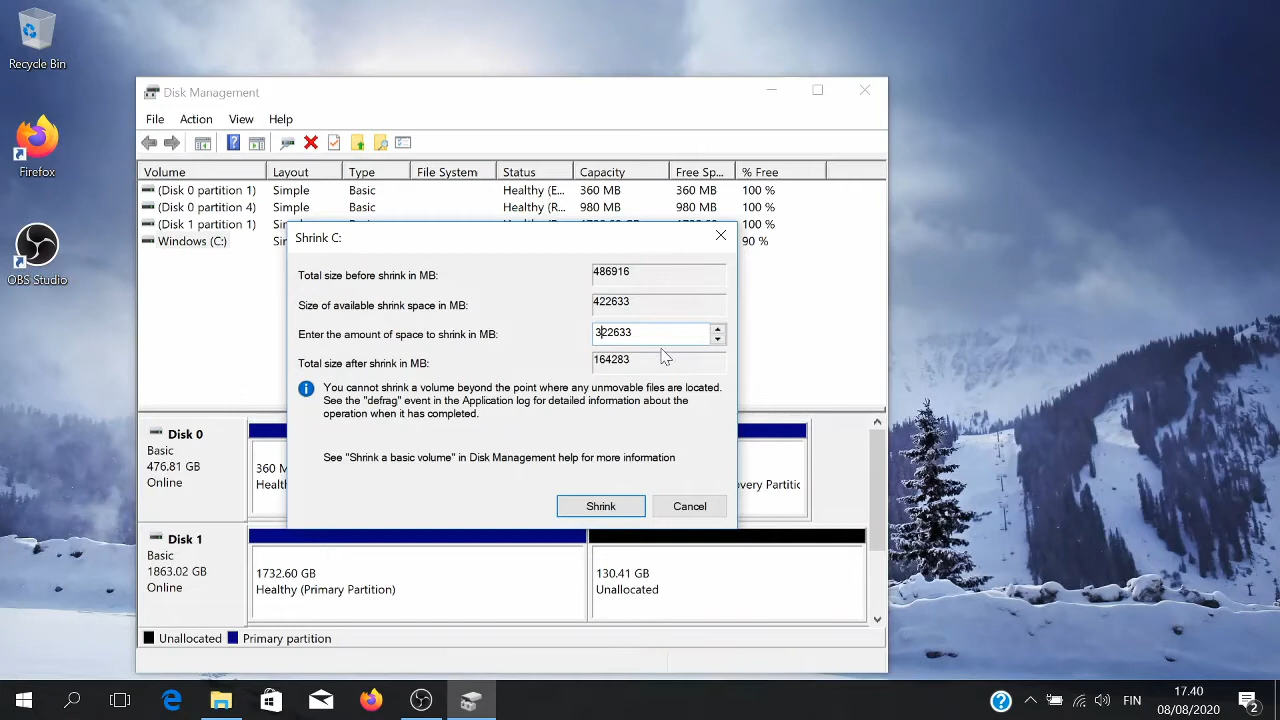 Recycle Bin
Firefox
OBS Studio
Disk Management
File Action View Help
Volume Layout Type File System Status Capacity Free Sp... % Free
(Disk 0 partition 1) Simple Basic Healthy (E... 360 MB 360 MB 100 %
(Disk 0 partition 4) Simple Basic Healthy (R... 980 MB 980 MB 100 %
(Disk 1 partition 1) 100 %
Windows (C:) 90 %
Shrink C:
Total size before shrink in MB: 486916
Size of available shrink space in MB: 422633
Enter the amount of space to shrink in MB: 322633
Total size after shrink in MB: 164283
You cannot shrink a volume beyond the point where any unmovable files are located.
See the "defrag" event in the Application log for detailed information about the
operation when it has completed.
See "Shrink a basic volume" in Disk Management help for more information
Shrink Cancel
Disk 0
Basic
476.81 GB
Online
360 M
Health
very Partitic
Disk 1
Basic
1863.02 GB
Online
1732.60 GB
Healthy (Primary Partition)
130.41 GB
Unallocated
Unallocated Primary partition
FIN
17.40
08/08/2020
2